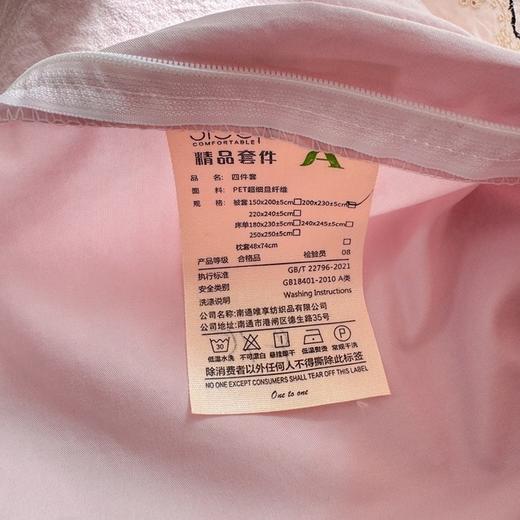 COMFORTABLE
精品套件
品 名: 四件套
面 料: PET超细旦纤维
规 格: 被套150x200±5cm 200x230±5cm
220x240±5cm
床单180x230±5cm 240x245±5cm
250x250±5cm
枕套48x74cm
产品等级 合格品 检验员 08
执行标准 GB/T 22796-2021
安全类别 GB18401-2010 A类
洗涤说明 Washing Instructions
公司名称:南通唯享纺织品有限公司
公司地址:南通市港闸区德生路35号
30 P
低温水洗 不可漂白 悬挂晾干 低温熨烫 常规干洗
除消费者以外任何人不得撕除此标签
NO ONE EXCEPT CONSUMERS SHALL TEAR OFF THIS LABEL
One to one